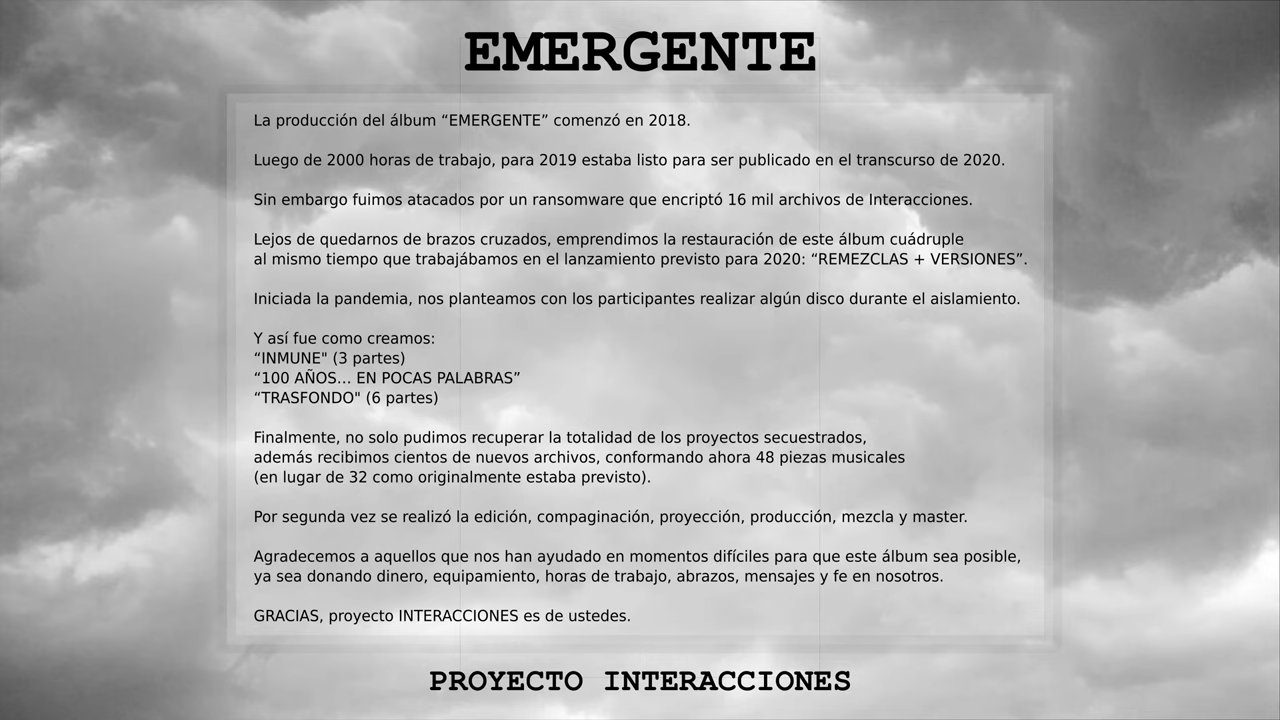 EMERGENTE
La producción del álbum “EMERGENTE” comenzó en 2018.
Luego de 2000 horas de trabajo, para 2019 estaba listo para ser publicado en el transcurso de 2020.
Sin embargo fuimos atacados por un ransomware que encriptó 16 mil archivos de Interacciones.
Lejos de quedarnos de brazos cruzados, emprendimos la restauración de este álbum cuádruple
al mismo tiempo que trabajábamos en el lanzamiento previsto para 2020: “REMEZCLAS + VERSIONES”.
Iniciada la pandemia, nos planteamos con los participantes realizar algún disco durante el aislamiento.
Y así fue como creamos:
“INMUNE" (3 partes)
“100 AÑOS... EN POCAS PALABRAS”
“TRASFONDO" (6 partes)
Finalmente, no solo pudimos recuperar la totalidad de los proyectos secuestrados,
además recibimos cientos de nuevos archivos, conformando ahora 48 piezas musicales
(en lugar de 32 como originalmente estaba previsto).
Por segunda vez se realizó la edición, compaginación, proyección, producción, mezcla y master.
Agradecemos a aquellos que nos han ayudado en momentos difíciles para que este álbum sea posible,
ya sea donando dinero, equipamiento, horas de trabajo, abrazos, mensajes y fe en nosotros.
GRACIAS, proyecto INTERACCIONES es de ustedes.
PROYECTO INTERACCIONES